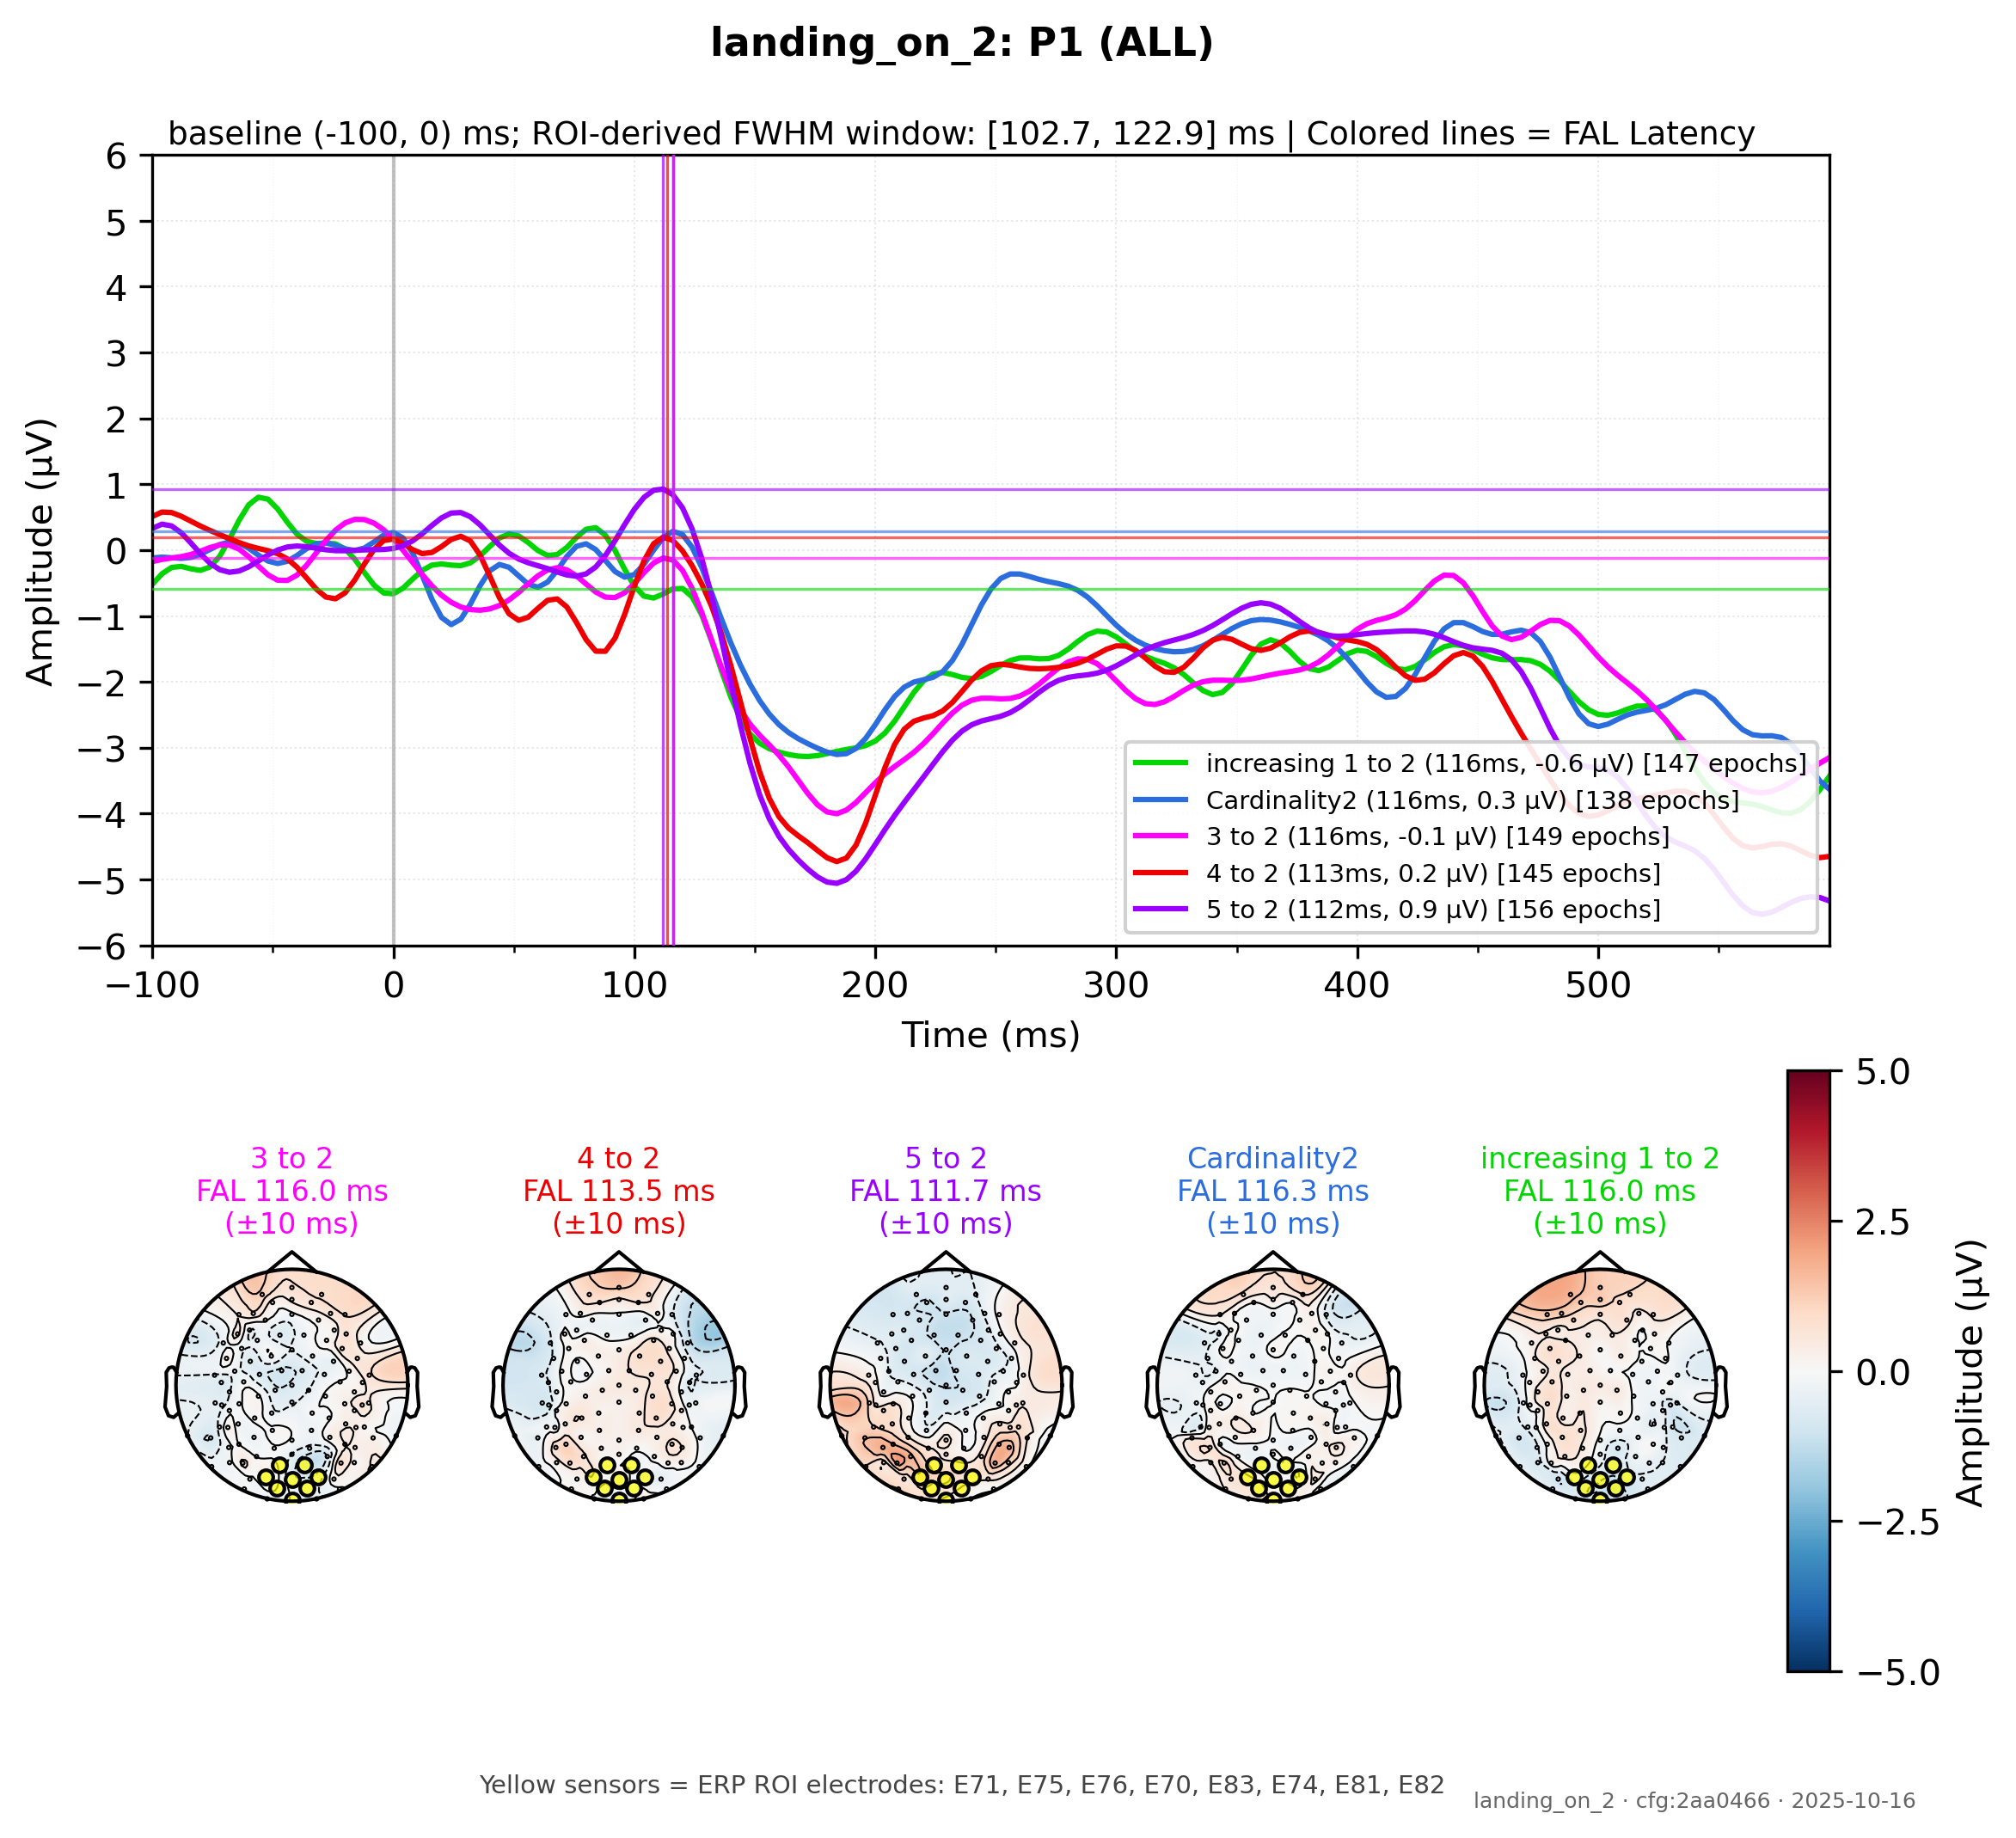 landing_on_2: P1 (ALL)
baseline (-100, 0) ms; ROI-derived FWHM window: [102.7, 122.9] ms | Colored lines = FAL Latency
6
5
4
3
2
1
0
−1
−2
−3
−4
−5
−6
Amplitude (µV)
increasing 1 to 2 (116ms, -0.6 µV) [147 epochs]
Cardinality2 (116ms, 0.3 µV) [138 epochs]
3 to 2 (116ms, -0.1 µV) [149 epochs]
4 to 2 (113ms, 0.2 µV) [145 epochs]
5 to 2 (112ms, 0.9 µV) [156 epochs]
−100 0 100 200 300 400 500
Time (ms)
3 to 2
FAL 116.0 ms
(±10 ms)
4 to 2
FAL 113.5 ms
(±10 ms)
5 to 2
FAL 111.7 ms
(±10 ms)
Cardinality2
FAL 116.3 ms
(±10 ms)
increasing 1 to 2
FAL 116.0 ms
(±10 ms)
5.0
2.5
0.0
−2.5
−5.0
Amplitude (µV)
Yellow sensors = ERP ROI electrodes: E71, E75, E76, E70, E83, E74, E81, E82
landing_on_2 · cfg:2aa0466 · 2025-10-16